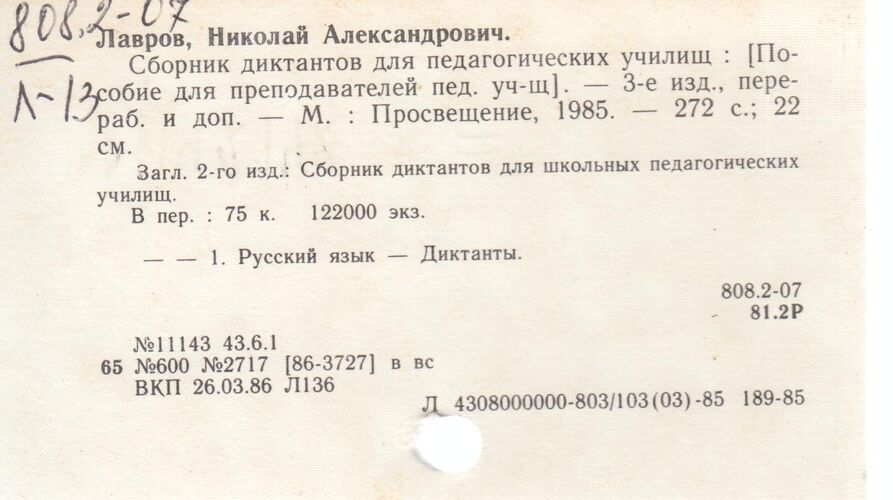 808.2-07
Л-13
Лавров, Николай Александрович.
Сборник диктантов для педагогических училищ : [По-
собие для преподавателей пед. уч-щ]. — 3-е изд., пере-
раб. и доп. — М. : Просвещение, 1985. — 272 с.; 22
см.
Загл. 2-го изд.: Сборник диктантов для школьных педагогических
училищ.
В пер. : 75 к. 122000 экз.
— — 1. Русский язык — Диктанты.
808.2-07
81.2Р
№11143 43.6.1
65 №600 №2717 [86-3727] в вс
ВКП 26.03.86 Л136
Л 4308000000-803/103(03)-85 189-85